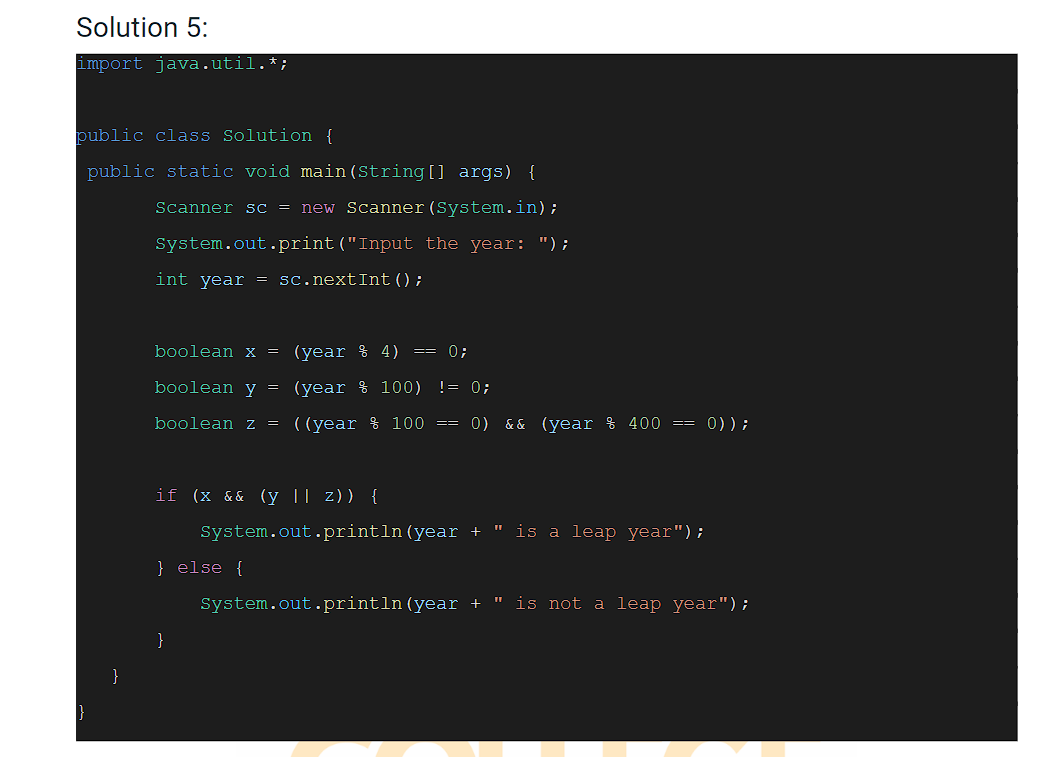 Solution 5:
import java.util.*;
public class Solution {
public static void main(String[] args) {
Scanner sc = new Scanner(System.in);
System.out.print("Input the year: ");
int year = sc.nextInt();
boolean x = (year % 4) == 0;
boolean y = (year % 100) != 0;
boolean z = ((year % 100 == 0) && (year % 400 == 0));
if (x && (y || z)) {
System.out.println(year + " is a leap year");
} else {
System.out.println(year + " is not a leap year");
}
}
}